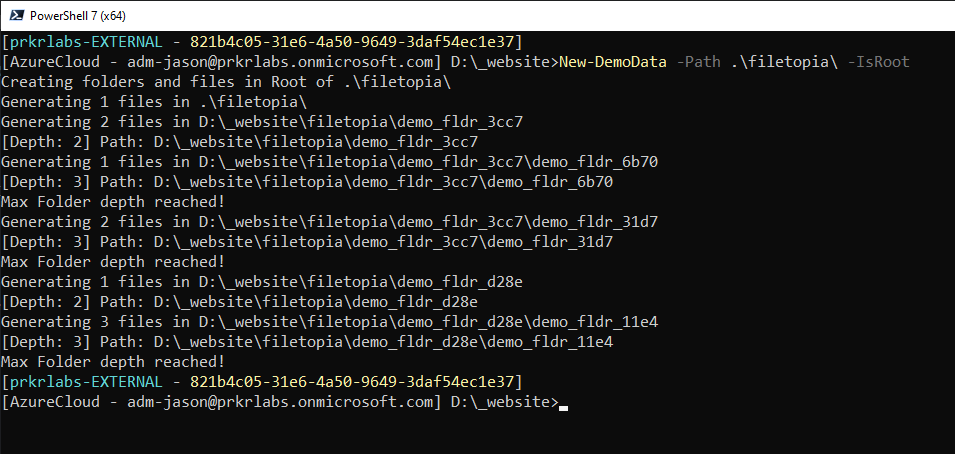 PowerShell 7 (x64)
[prkrlabs-EXTERNAL - 821b4c05-31e6-4a50-9649-3daf54ec1e37]
[AzureCloud - adm-jason@prkrlabs.onmicrosoft.com] D:\_website>New-DemoData -Path .\filetopia\ -IsRoot
Creating folders and files in Root of .\filetopia\
Generating 1 files in .\filetopia\
Generating 2 files in D:\_website\filetopia\demo_fldr_3cc7
[Depth: 2] Path: D:\_website\filetopia\demo_fldr_3cc7
Generating 1 files in D:\_website\filetopia\demo_fldr_3cc7\demo_fldr_6b70
[Depth: 3] Path: D:\_website\filetopia\demo_fldr_3cc7\demo_fldr_6b70
Max Folder depth reached!
Generating 2 files in D:\_website\filetopia\demo_fldr_3cc7\demo_fldr_31d7
[Depth: 3] Path: D:\_website\filetopia\demo_fldr_3cc7\demo_fldr_31d7
Max Folder depth reached!
Generating 1 files in D:\_website\filetopia\demo_fldr_d28e
[Depth: 2] Path: D:\_website\filetopia\demo_fldr_d28e
Generating 3 files in D:\_website\filetopia\demo_fldr_d28e\demo_fldr_11e4
[Depth: 3] Path: D:\_website\filetopia\demo_fldr_d28e\demo_fldr_11e4
Max Folder depth reached!
[prkrlabs-EXTERNAL - 821b4c05-31e6-4a50-9649-3daf54ec1e37]
[AzureCloud - adm-jason@prkrlabs.onmicrosoft.com] D:\_website>